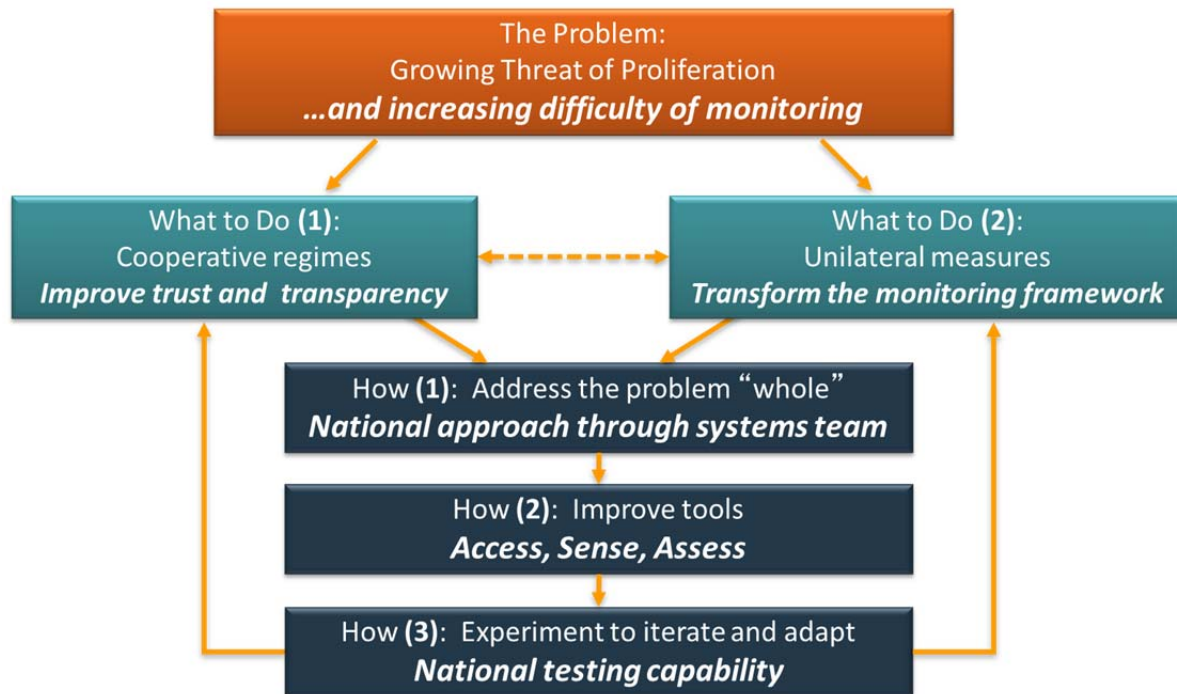 The Problem:
Growing Threat of Proliferation
…and increasing difficulty of monitoring
What to Do (1):
Cooperative regimes
Improve trust and  transparency
What to Do (2):
Unilateral measures
Transform the monitoring framework
How (1):  Address the problem “whole”
National approach through systems team
How (2):  Improve tools
Access, Sense, Assess
How (3):  Experiment to iterate and adapt
National testing capability